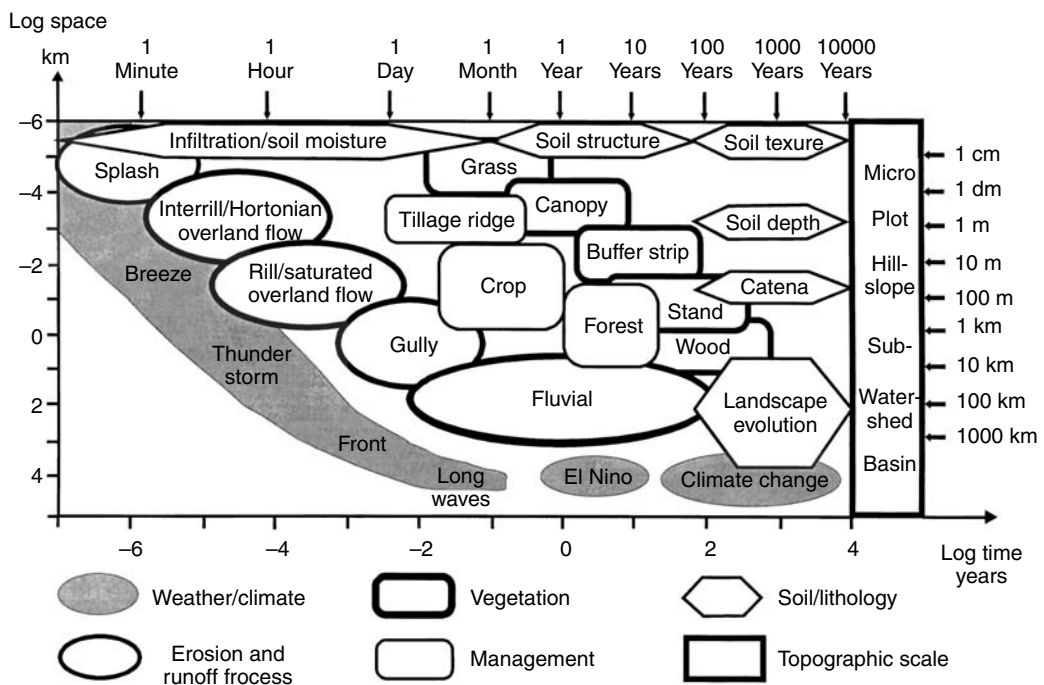 Log space
km
1
Minute
1
Hour
1
Day
1
Month
1
Year
10
Years
100
Years
1000
Years
10000
Years
–6
–4
–2
0
2
4
Infiltration/soil moisture
Soil structure
Soil texure
Splash
Grass
Interrill/Hortonian
overland flow
Tillage ridge
Canopy
Soil depth
Breeze
Rill/saturated
overland flow
Crop
Buffer strip
Catena
Stand
Forest
Gully
Wood
Thunder
storm
Fluvial
Landscape
evolution
Front
Long
waves
El Nino
Climate change
Micro
Plot
Hill-
slope
Sub-
Water-
shed
Basin
1 cm
1 dm
1 m
10 m
100 m
1 km
10 km
100 km
1000 km
–6
–4
–2
0
2
4
Log time
years
Weather/climate
Vegetation
Soil/lithology
Erosion and
runoff frocess
Management
Topographic scale